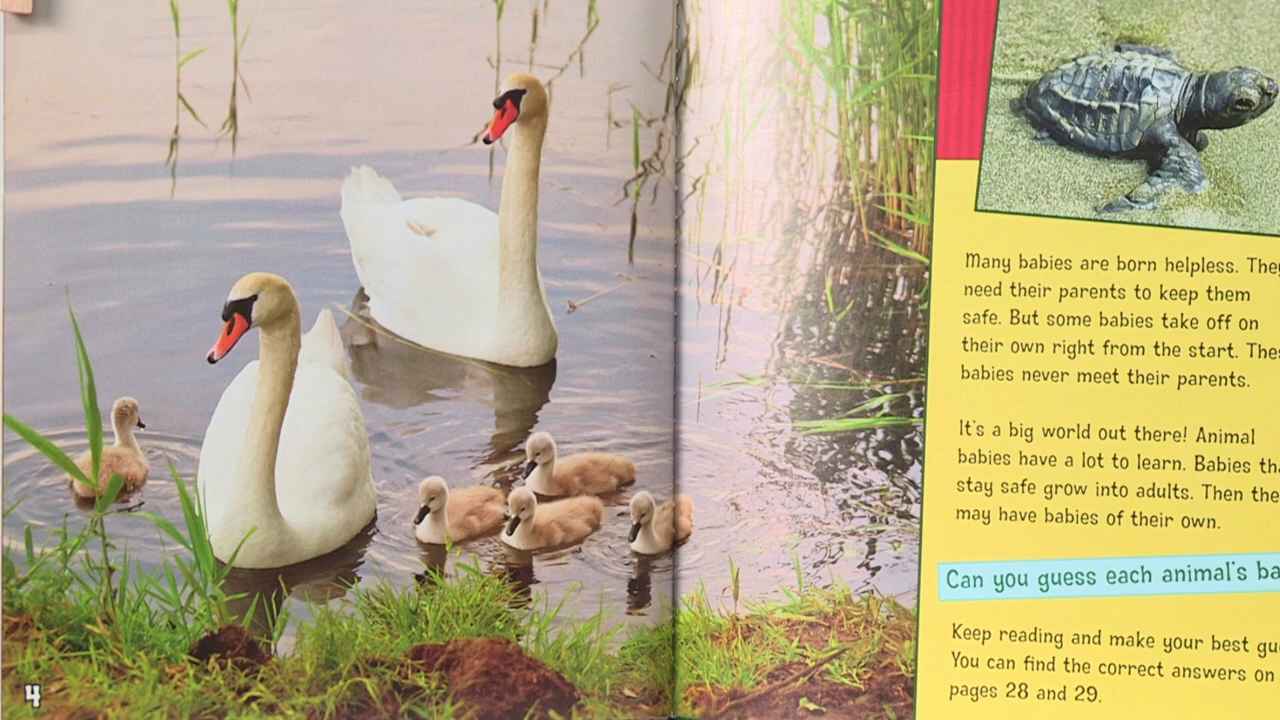 Many babies are born helpless.
need their parents to keep them
safe. But some babies take off on
their own right from the start.
babies never meet their parents.
It's a big world out there! Animal
babies have a lot to learn. Babies
stay safe grow into adults. Then
may have babies of their own.
Can you guess each animal's
Keep reading and make your best
You can find the correct answers on
pages 28 and 29.
4